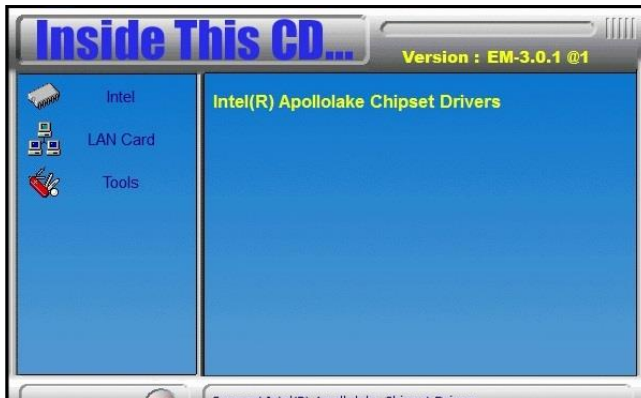 Inside This CD...
Version : EM-3.0.1 @1
Intel
LAN Card
Tools
Intel(R) Apollolake Chipset Drivers